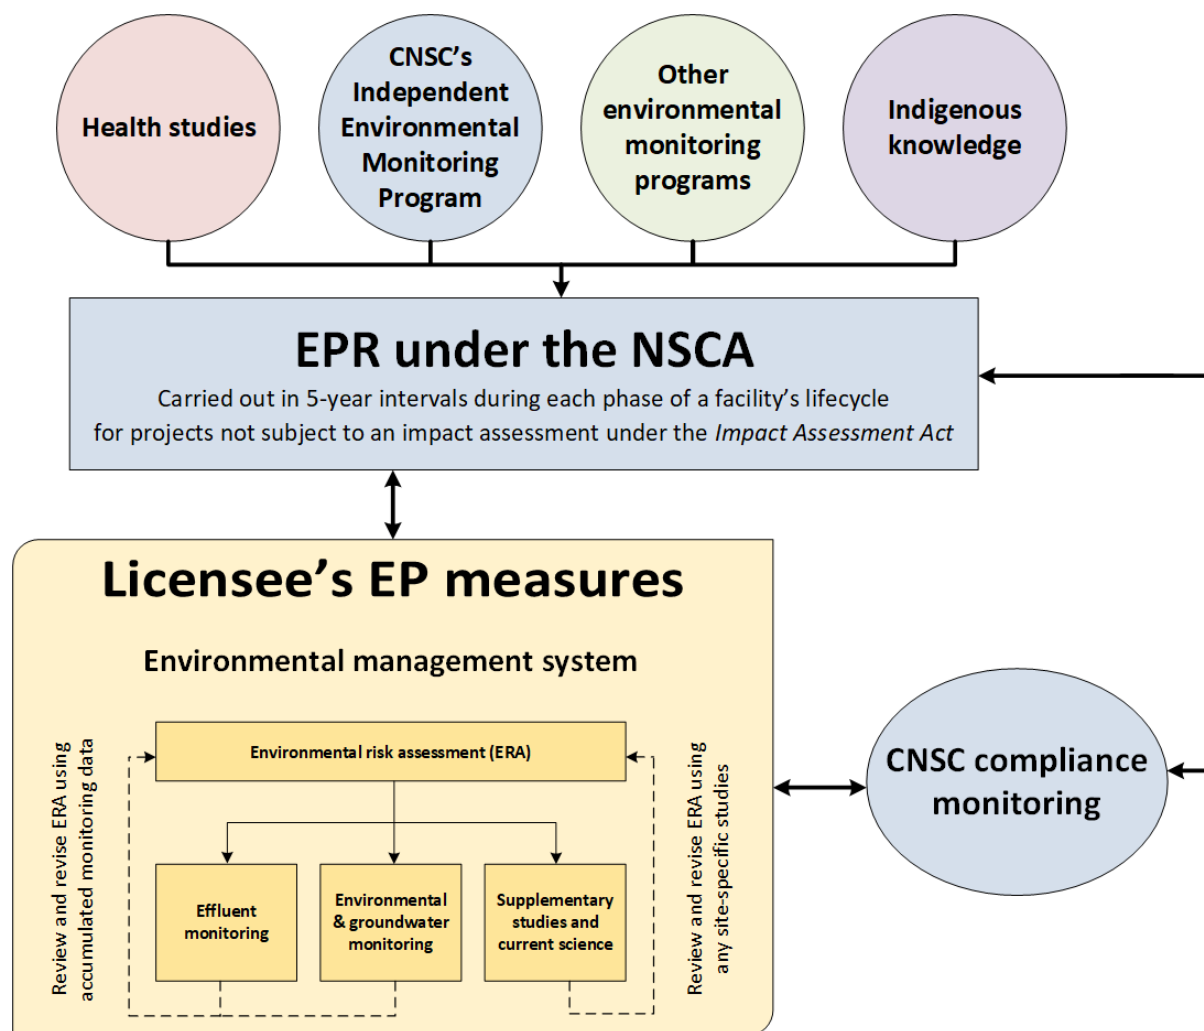 Health studies
CNSC's
Independent
Environmental
Monitoring
Program
Other
environmental
monitoring
programs
Indigenous
knowledge
EPR under the NSCA
Carried out in 5-year intervals during each phase of a facility's lifecycle
for projects not subject to an impact assessment under the Impact Assessment Act
Licensee's EP measures
Environmental management system
Review and revise ERA using
accumulated monitoring data
Environmental risk assessment (ERA)
Effluent
monitoring
Environmental
& groundwater
monitoring
Supplementary
studies and
current science
Review and revise ERA using
any site-specific studies
CNSC compliance
monitoring